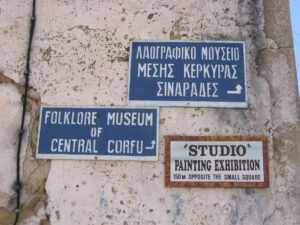 ΛΑΟΓΡΑΦΙΚΟ ΜΟΥΣΕΙΟ
ΜΕΣΗΣ ΚΕΡΚΥΡΑΣ
ΣΙΝΑΡΑΔΕΣ
FOLKLORE MUSEUM
OF
CENTRAL CORFU
'STUDIO'
PAINTING EXHIBITION
150M OPPOSITE THE SMALL SQUARE